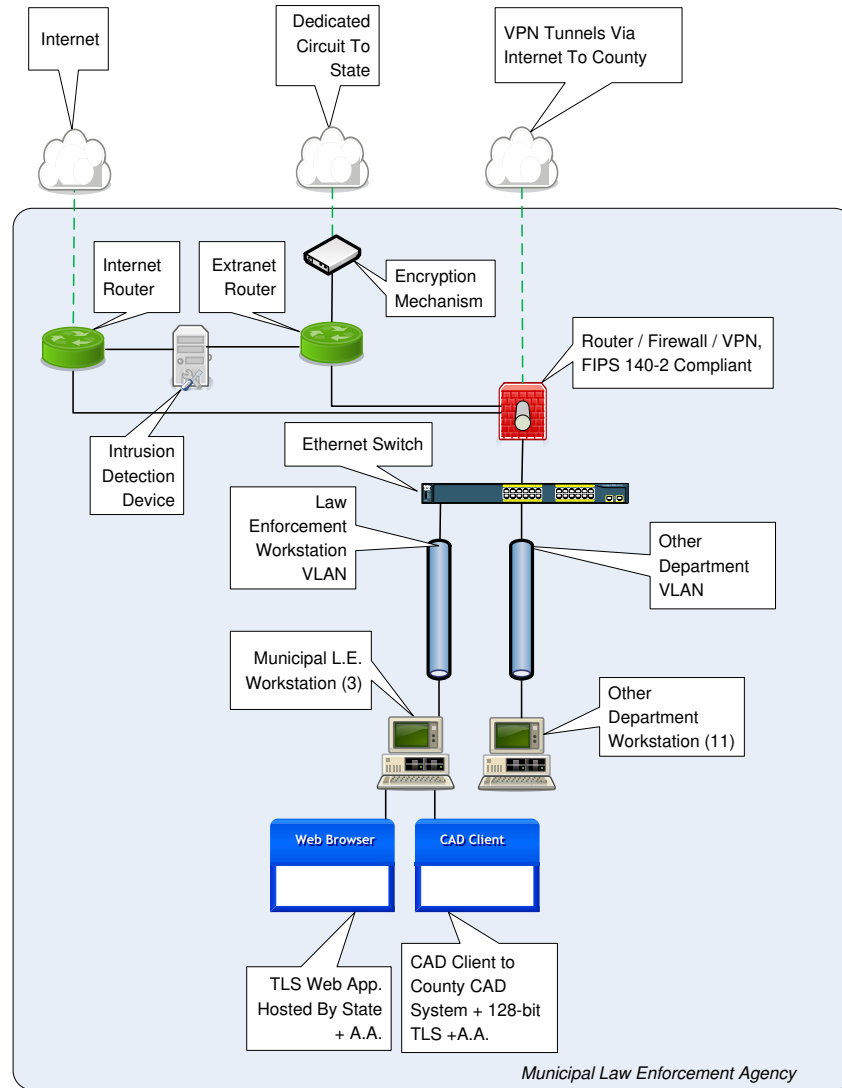 Internet
Dedicated
Circuit To
State
VPN Tunnels Via
Internet To County
Internet
Router
Extranet
Router
Encryption
Mechanism
Router / Firewall / VPN,
FIPS 140-2 Compliant
Intrusion
Detection
Device
Ethernet Switch
Law
Enforcement
Workstation
VLAN
Other
Department
VLAN
Municipal L.E.
Workstation (3)
Other
Department
Workstation (11)
Web Browser
CAD Client
TLS Web App.
Hosted By State
+ A.A.
CAD Client to
County CAD
System + 128-bit
TLS +A.A.
Municipal Law Enforcement Agency